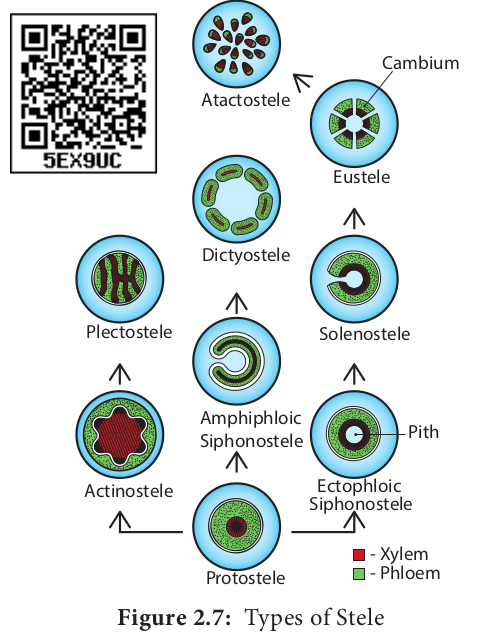 5EX9UC
Atactostele
Cambium
Eustele
Dictyostele
Plectostele
Solenostele
Amphiphloic
Siphonostele
Pith
Actinostele
Ectophloic
Siphonostele
Protostele
- Xylem
- Phloem
Figure 2.7: Types of Stele